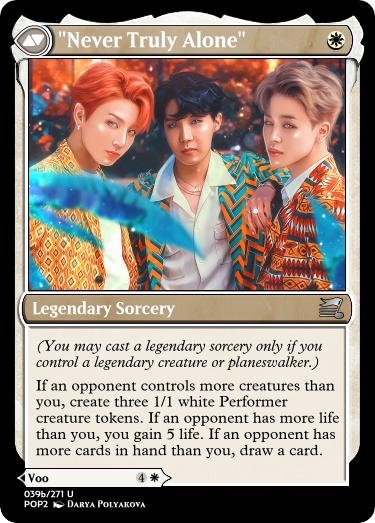 "Never Truly Alone"
Legendary Sorcery
(You may cast a legendary sorcery only if you
control a legendary creature or planeswalker.)
If an opponent controls more creatures than
you, create three 1/1 white Performer
creature tokens. If an opponent has more life
than you, you gain 5 life. If an opponent has
more cards in hand than you, draw a card.
Voo 4
039b/271 U
POP2 Darya Polyakova